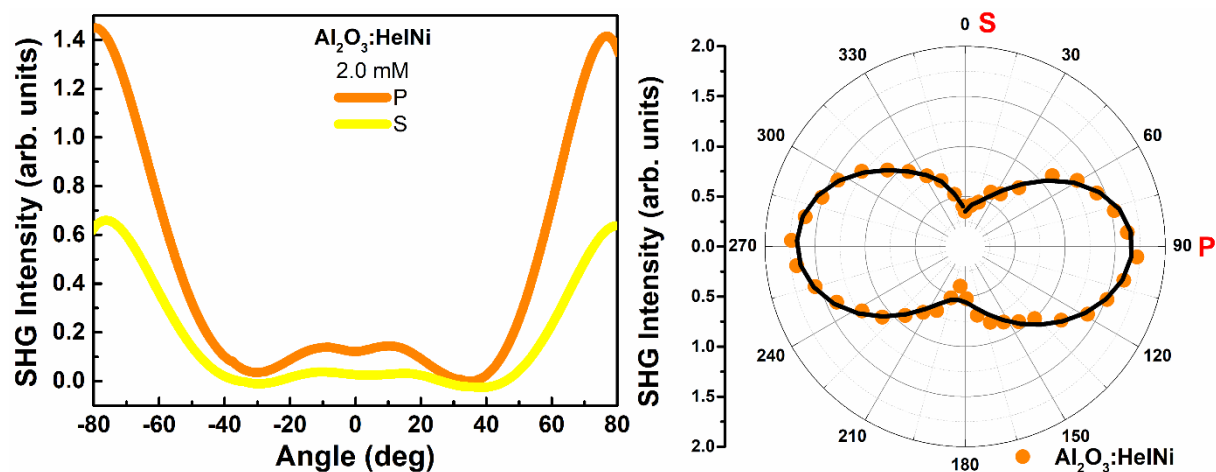 Al₂O₃:HelNi
2.0 mM
P
S
SHG Intensity (arb. units)
1.4
1.2
1.0
0.8
0.6
0.4
0.2
0.0
-80 -60 -40 -20 0 20 40 60 80
Angle (deg)
SHG Intensity (arb. units)
2.0
1.5
1.0
0.5
0.0
0.5
1.0
1.5
2.0
0 S
30
60
90 P
120
150
180
210
240
270
300
330
Al₂O₃:HelNi